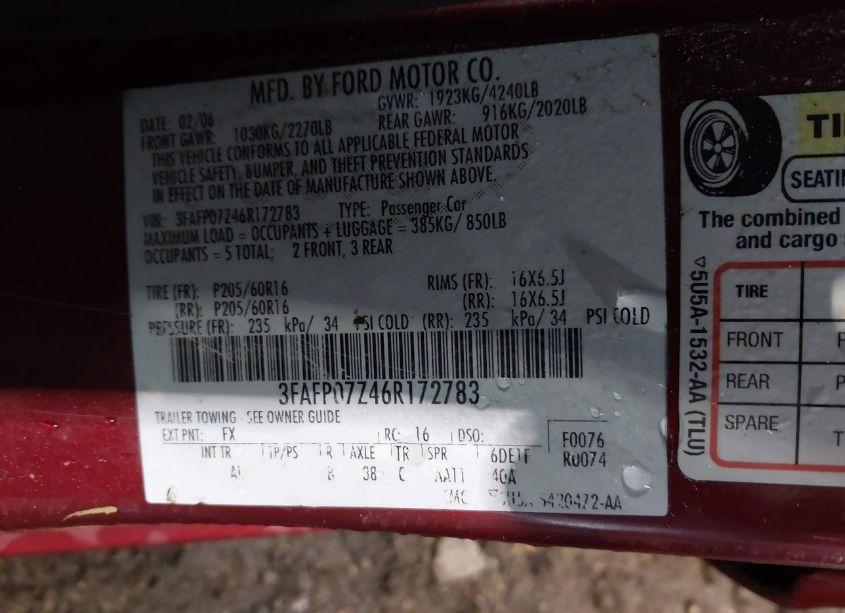 MFD. BY FORD MOTOR CO.
DATE: 02/06 GVWR: 1923KG/4240LB
FRONT GAWR: 1030KG/2270LB REAR GAWR: 916KG/2020LB
THIS VEHICLE CONFORMS TO ALL APPLICABLE FEDERAL MOTOR
VEHICLE SAFETY, BUMPER, AND THEFT PREVENTION STANDARDS
IN EFFECT ON THE DATE OF MANUFACTURE SHOWN ABOVE.
VIN: 3FAFP07Z46R172783 TYPE: Passenger Car
MAXIMUM LOAD = OCCUPANTS + LUGGAGE = 385KG/ 850LB
OCCUPANTS = 5 TOTAL; 2 FRONT, 3 REAR
TIRE (FR): P205/60R16 RIMS (FR): 16X6.5J
(RR): P205/60R16 (RR): 16X6.5J
PRESSURE (FR): 235 kPa/ 34 PSI COLD (RR): 235 kPa/ 34 PSI COLD
3FAFP07Z46R172783
TRAILER TOWING - SEE OWNER GUIDE
EXT PNT: FX RC: 16 DSO: F0076
INT TR TP/PS R AXLE TR SPR 6DE1F R0074
B 38 C
5U5A-1532-AA (TLU)
SEATIN
The combined
and cargo
TIRE
FRONT P
REAR P
SPARE T